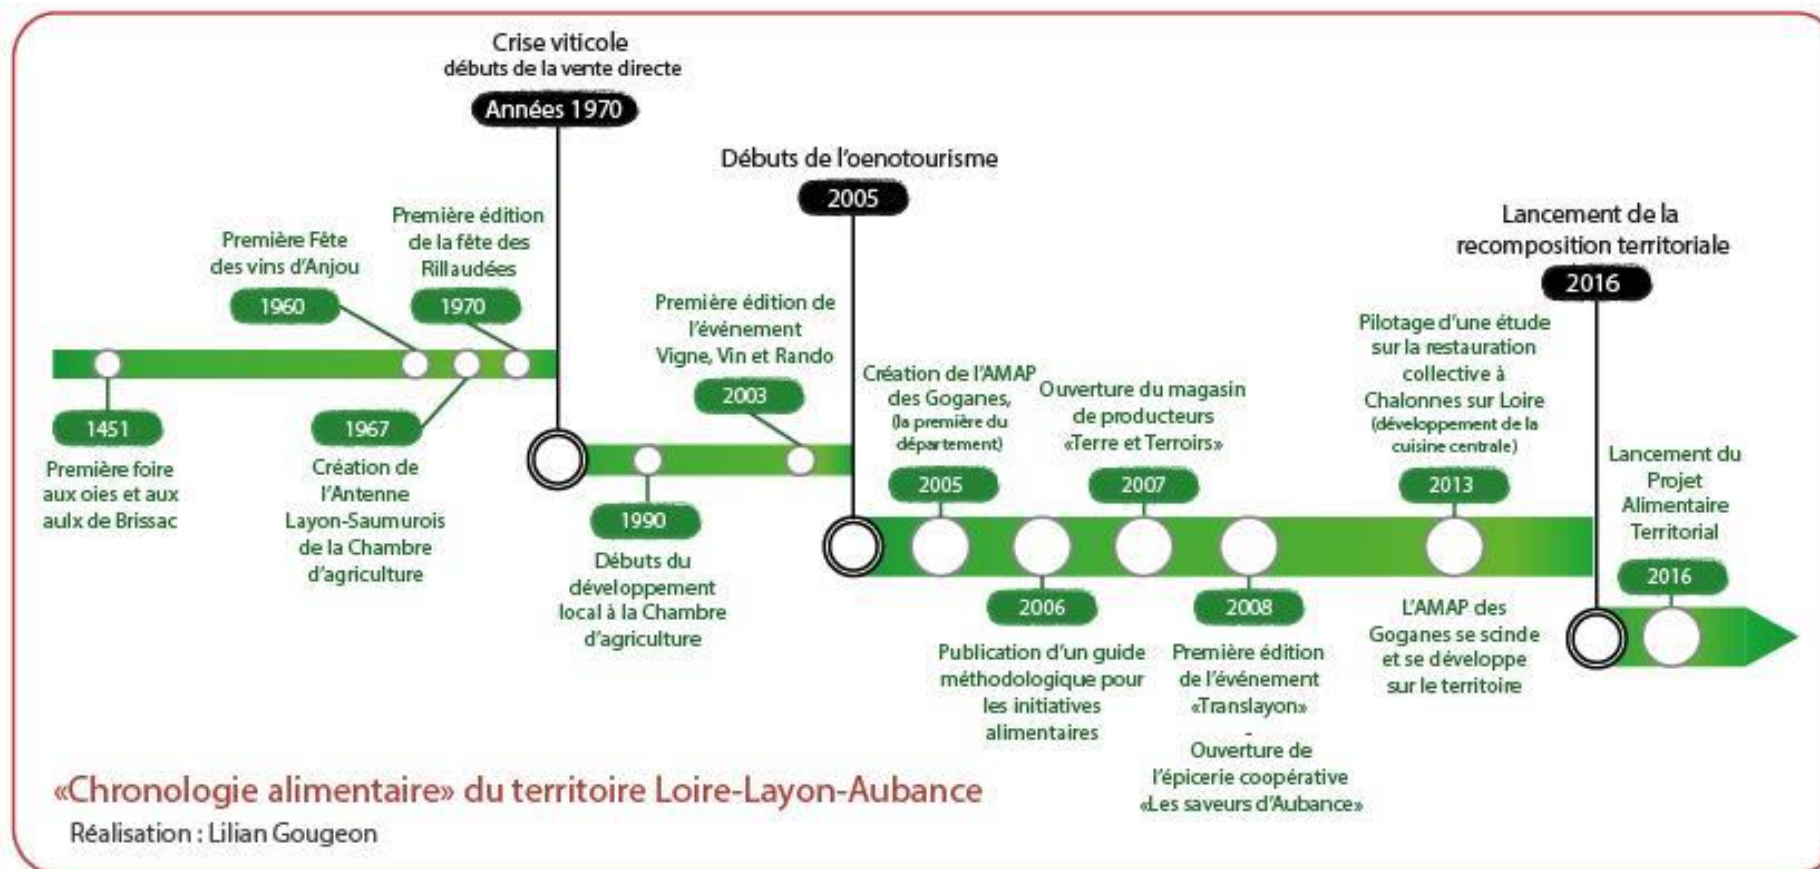 Crise viticole
débuts de la vente directe
Années 1970
Débuts de l'oenotourisme
2005
Lancement de la
recomposition territoriale
2016
Première Fête
des vins d'Anjou
1960
Première édition
de la fête des
Rillaudées
1970
1451
Première foire
aux oies et aux
aulx de Brissac
1967
Création de
l'Antenne
Layon-Saumurois
de la Chambre
d'agriculture
Première édition de
l'événement
Vigne, Vin et Rando
2003
1990
Débuts du
développement
local à la Chambre
d'agriculture
Création de l'AMAP
des Goganes,
(la première du
département)
2005
Ouverture du magasin
de producteurs
«Terre et Terroirs»
2007
Pilotage d'une étude
sur la restauration
collective à
Chalonnes sur Loire
(développement de la
cuisine centrale)
2013
2006
Publication d'un guide
méthodologique pour
les initiatives
alimentaires
2008
Première édition
de l'événement
«Translayon»
-
Ouverture de
l'épicerie coopérative
«Les saveurs d'Aubance»
L'AMAP des
Goganes se scinde
et se développe
sur le territoire
Lancement du
Projet
Alimentaire
Territorial
2016
«Chronologie alimentaire» du territoire Loire-Layon-Aubance
Réalisation : Lilian Gougeon